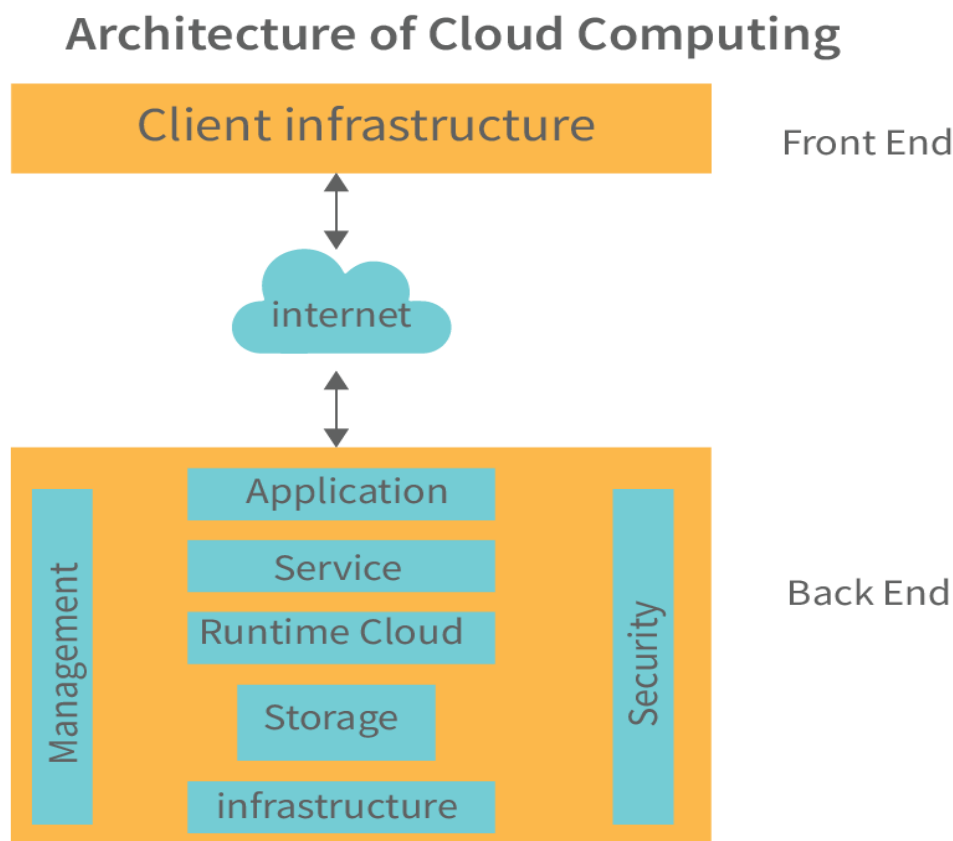 Architecture of Cloud Computing
Client infrastructure
Front End
internet
Application
Service
Runtime Cloud
Storage
infrastructure
Management
Security
Back End